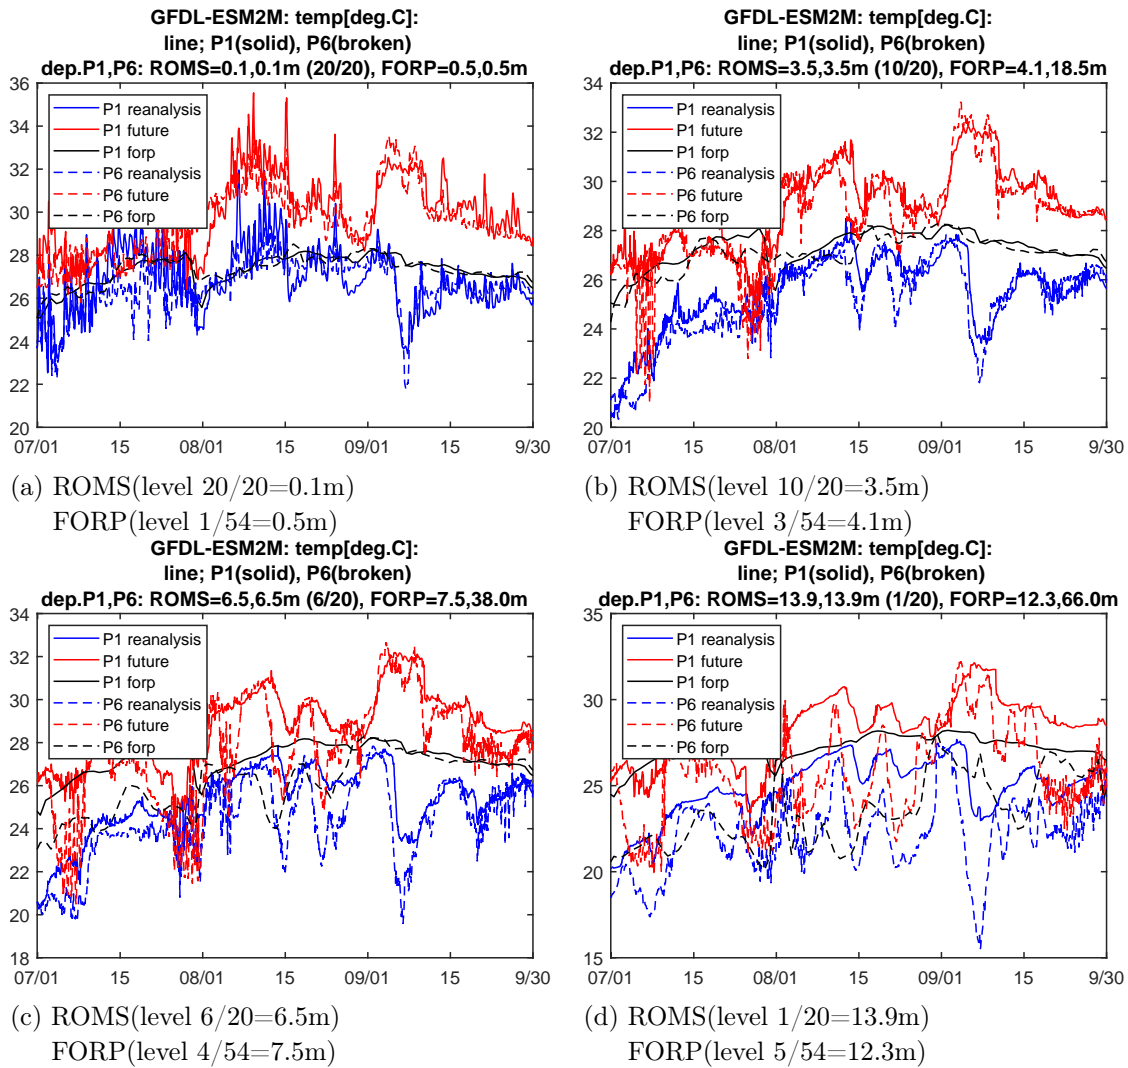 GFDL-ESM2M: temp[deg.C]:
line; P1(solid), P6(broken)
dep.P1,P6: ROMS=0.1,0.1m (20/20), FORP=0.5,0.5m
36
34
32
30
28
26
24
22
20
P1 reanalysis
P1 future
P1 forp
P6 reanalysis
P6 future
P6 forp
07/01 15 08/01 15 09/01 15 9/30
(a) ROMS(level 20/20=0.1m)
FORP(level 1/54=0.5m)
GFDL-ESM2M: temp[deg.C]:
line; P1(solid), P6(broken)
dep.P1,P6: ROMS=3.5,3.5m (10/20), FORP=4.1,18.5m
34
32
30
28
26
24
22
20
P1 reanalysis
P1 future
P1 forp
P6 reanalysis
P6 future
P6 forp
07/01 15 08/01 15 09/01 15 9/30
(b) ROMS(level 10/20=3.5m)
FORP(level 3/54=4.1m)
GFDL-ESM2M: temp[deg.C]:
line; P1(solid), P6(broken)
dep.P1,P6: ROMS=6.5,6.5m (6/20), FORP=7.5,38.0m
34
32
30
28
26
24
22
20
18
P1 reanalysis
P1 future
P1 forp
P6 reanalysis
P6 future
P6 forp
07/01 15 08/01 15 09/01 15 9/30
(c) ROMS(level 6/20=6.5m)
FORP(level 4/54=7.5m)
GFDL-ESM2M: temp[deg.C]:
line; P1(solid), P6(broken)
dep.P1,P6: ROMS=13.9,13.9m (1/20), FORP=12.3,66.0m
35
30
25
20
15
P1 reanalysis
P1 future
P1 forp
P6 reanalysis
P6 future
P6 forp
07/01 15 08/01 15 09/01 15 9/30
(d) ROMS(level 1/20=13.9m)
FORP(level 5/54=12.3m)